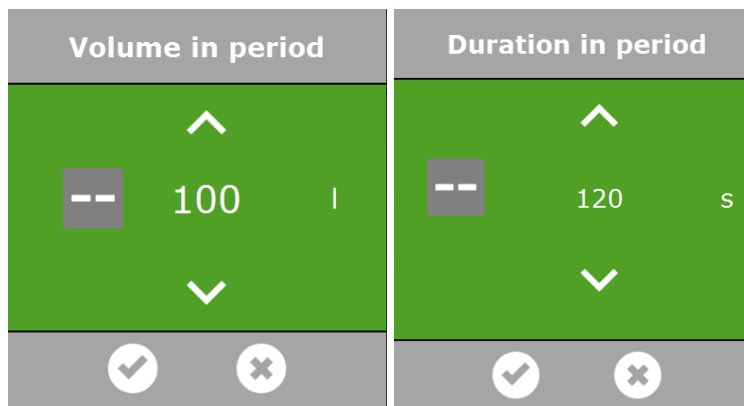 Volume in period
-- 100 l
Duration in period
-- 120 s